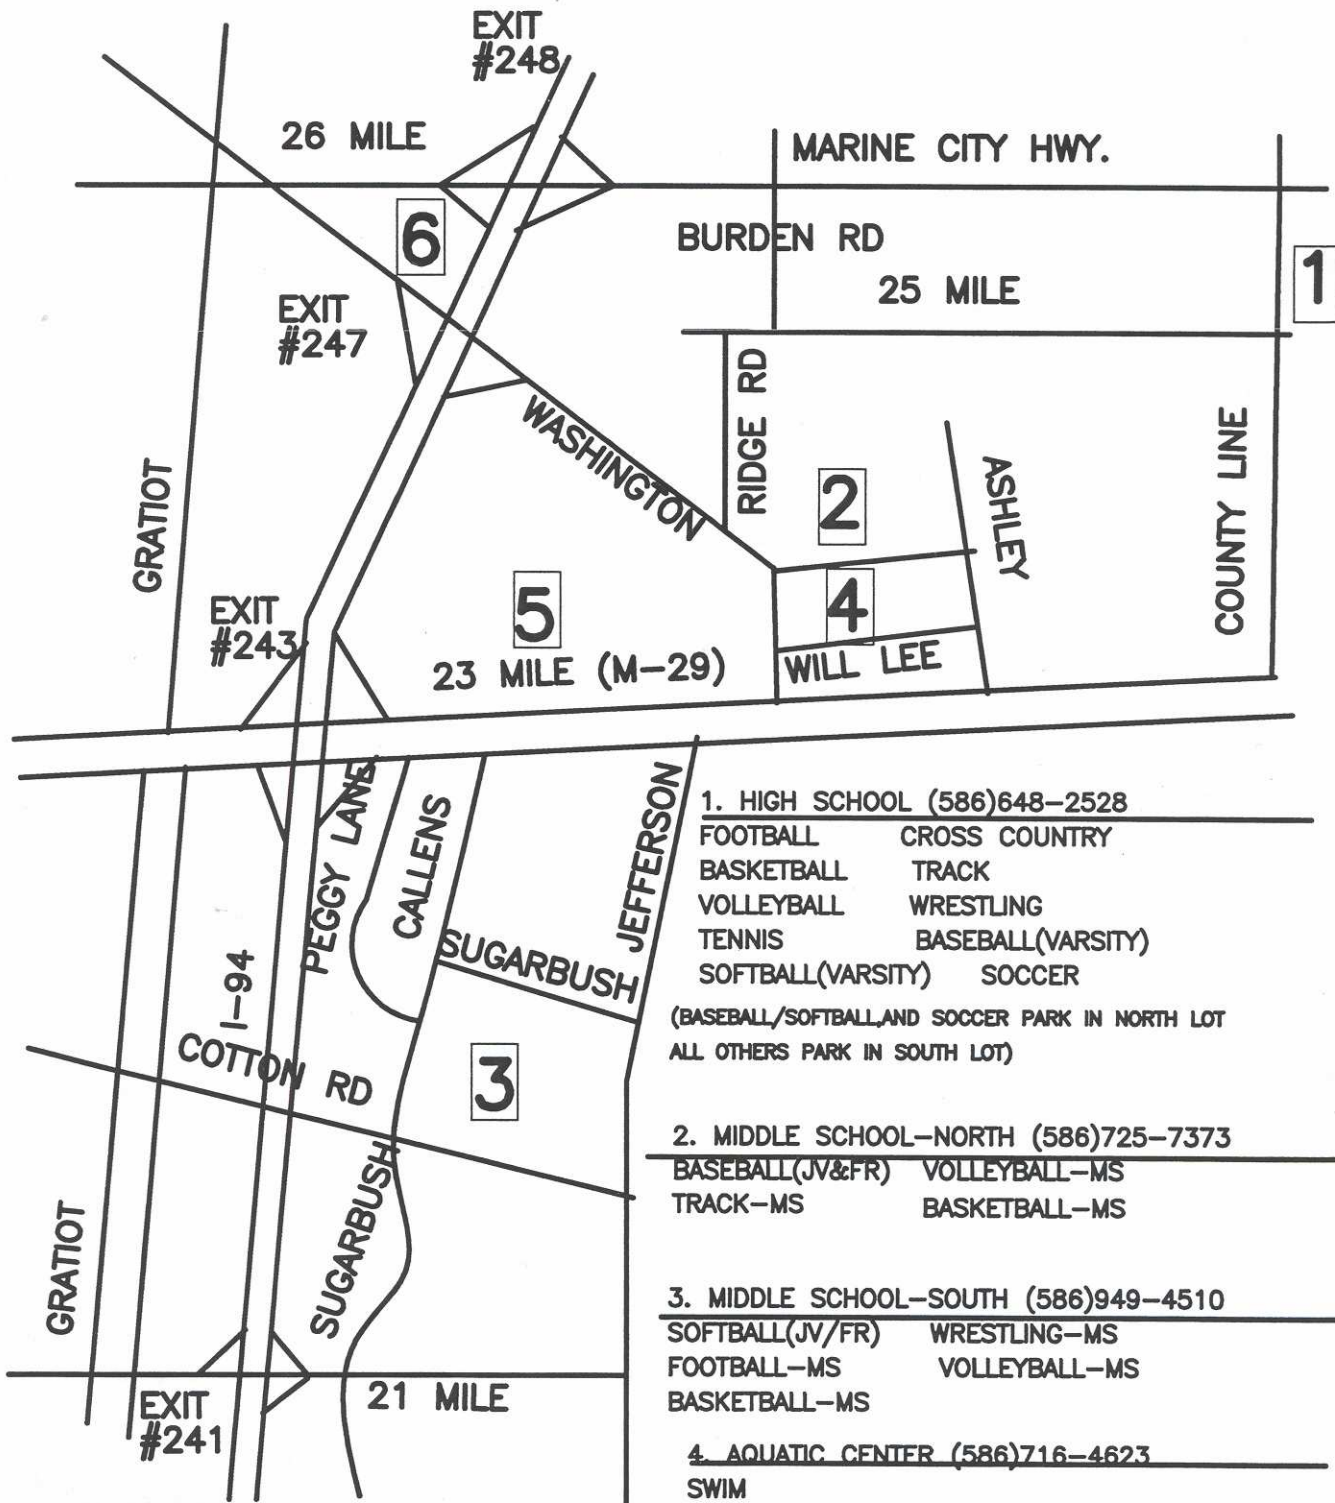 EXIT
#248
26 MILE
MARINE CITY HWY.
6
BURDEN RD
1
25 MILE
EXIT
#247
WASHINGTON
RIDGE RD
GRATIOT
2
ASHLEY
COUNTY LINE
EXIT
#243
5
4
23 MILE (M-29)
WILL LEE
PEGGY LANE
CALLENS
JEFFERSON
SUGARBUSH
I-94
COTTON RD
3
GRATIOT
SUGARBUSH
EXIT
#241
21 MILE
1. HIGH SCHOOL (586)648-2528
FOOTBALL CROSS COUNTRY
BASKETBALL TRACK
VOLLEYBALL WRESTLING
TENNIS BASEBALL(VARSITY)
SOFTBALL(VARSITY) SOCCER
(BASEBALL/SOFTBALL,AND SOCCER PARK IN NORTH LOT
ALL OTHERS PARK IN SOUTH LOT)
2. MIDDLE SCHOOL-NORTH (586)725-7373
BASEBALL(JV&FR) VOLLEYBALL-MS
TRACK-MS BASKETBALL-MS
3. MIDDLE SCHOOL-SOUTH (586)949-4510
SOFTBALL(JV/FR) WRESTLING-MS
FOOTBALL-MS VOLLEYBALL-MS
BASKETBALL-MS
4. AQUATIC CENTER (586)716-4623
SWIM